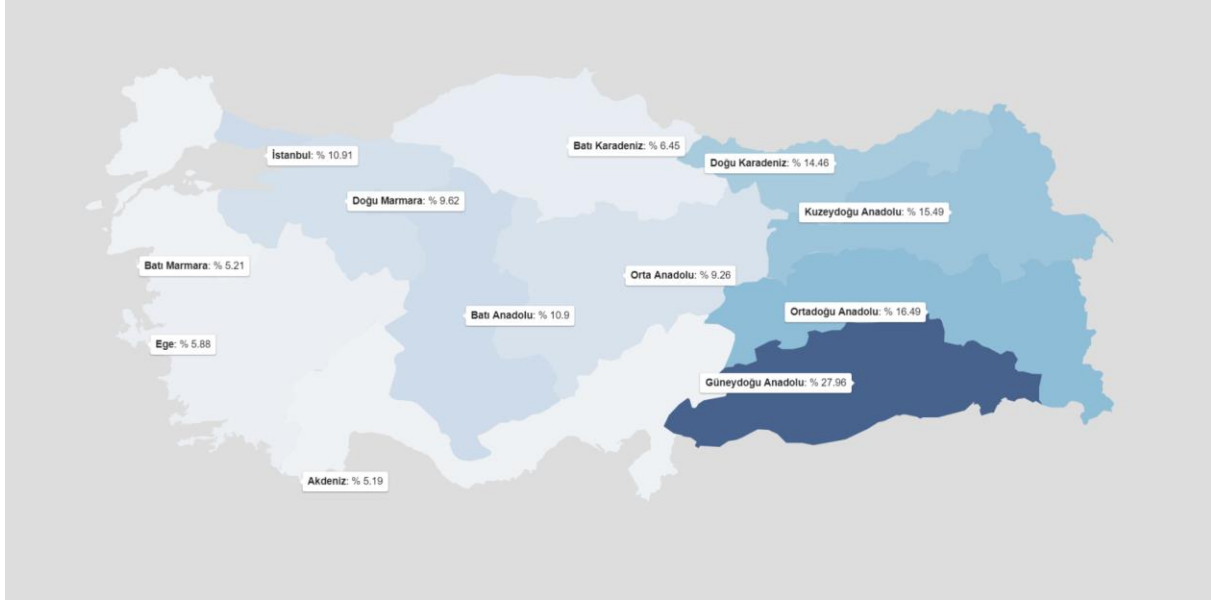 Batı Karadeniz: % 6.45
İstanbul: % 10.91
Doğu Karadeniz: % 14.46
Doğu Marmara: % 9.62
Kuzeydoğu Anadolu: % 15.49
Batı Marmara: % 5.21
Orta Anadolu: % 9.26
Batı Anadolu: % 10.9
Ortadoğu Anadolu: % 16.49
Ege: % 5.88
Güneydoğu Anadolu: % 27.96
Akdeniz: % 5.19